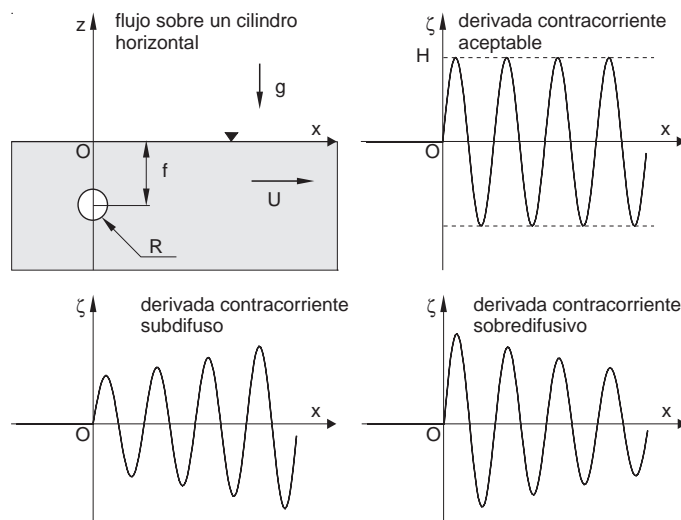 z
flujo sobre un cilindro
horizontal
g
x
O
f
U
R
ζ
derivada contracorriente
aceptable
H
x
O
ζ
derivada contracorriente
subdifuso
x
O
ζ
derivada contracorriente
sobredifusivo
x
O